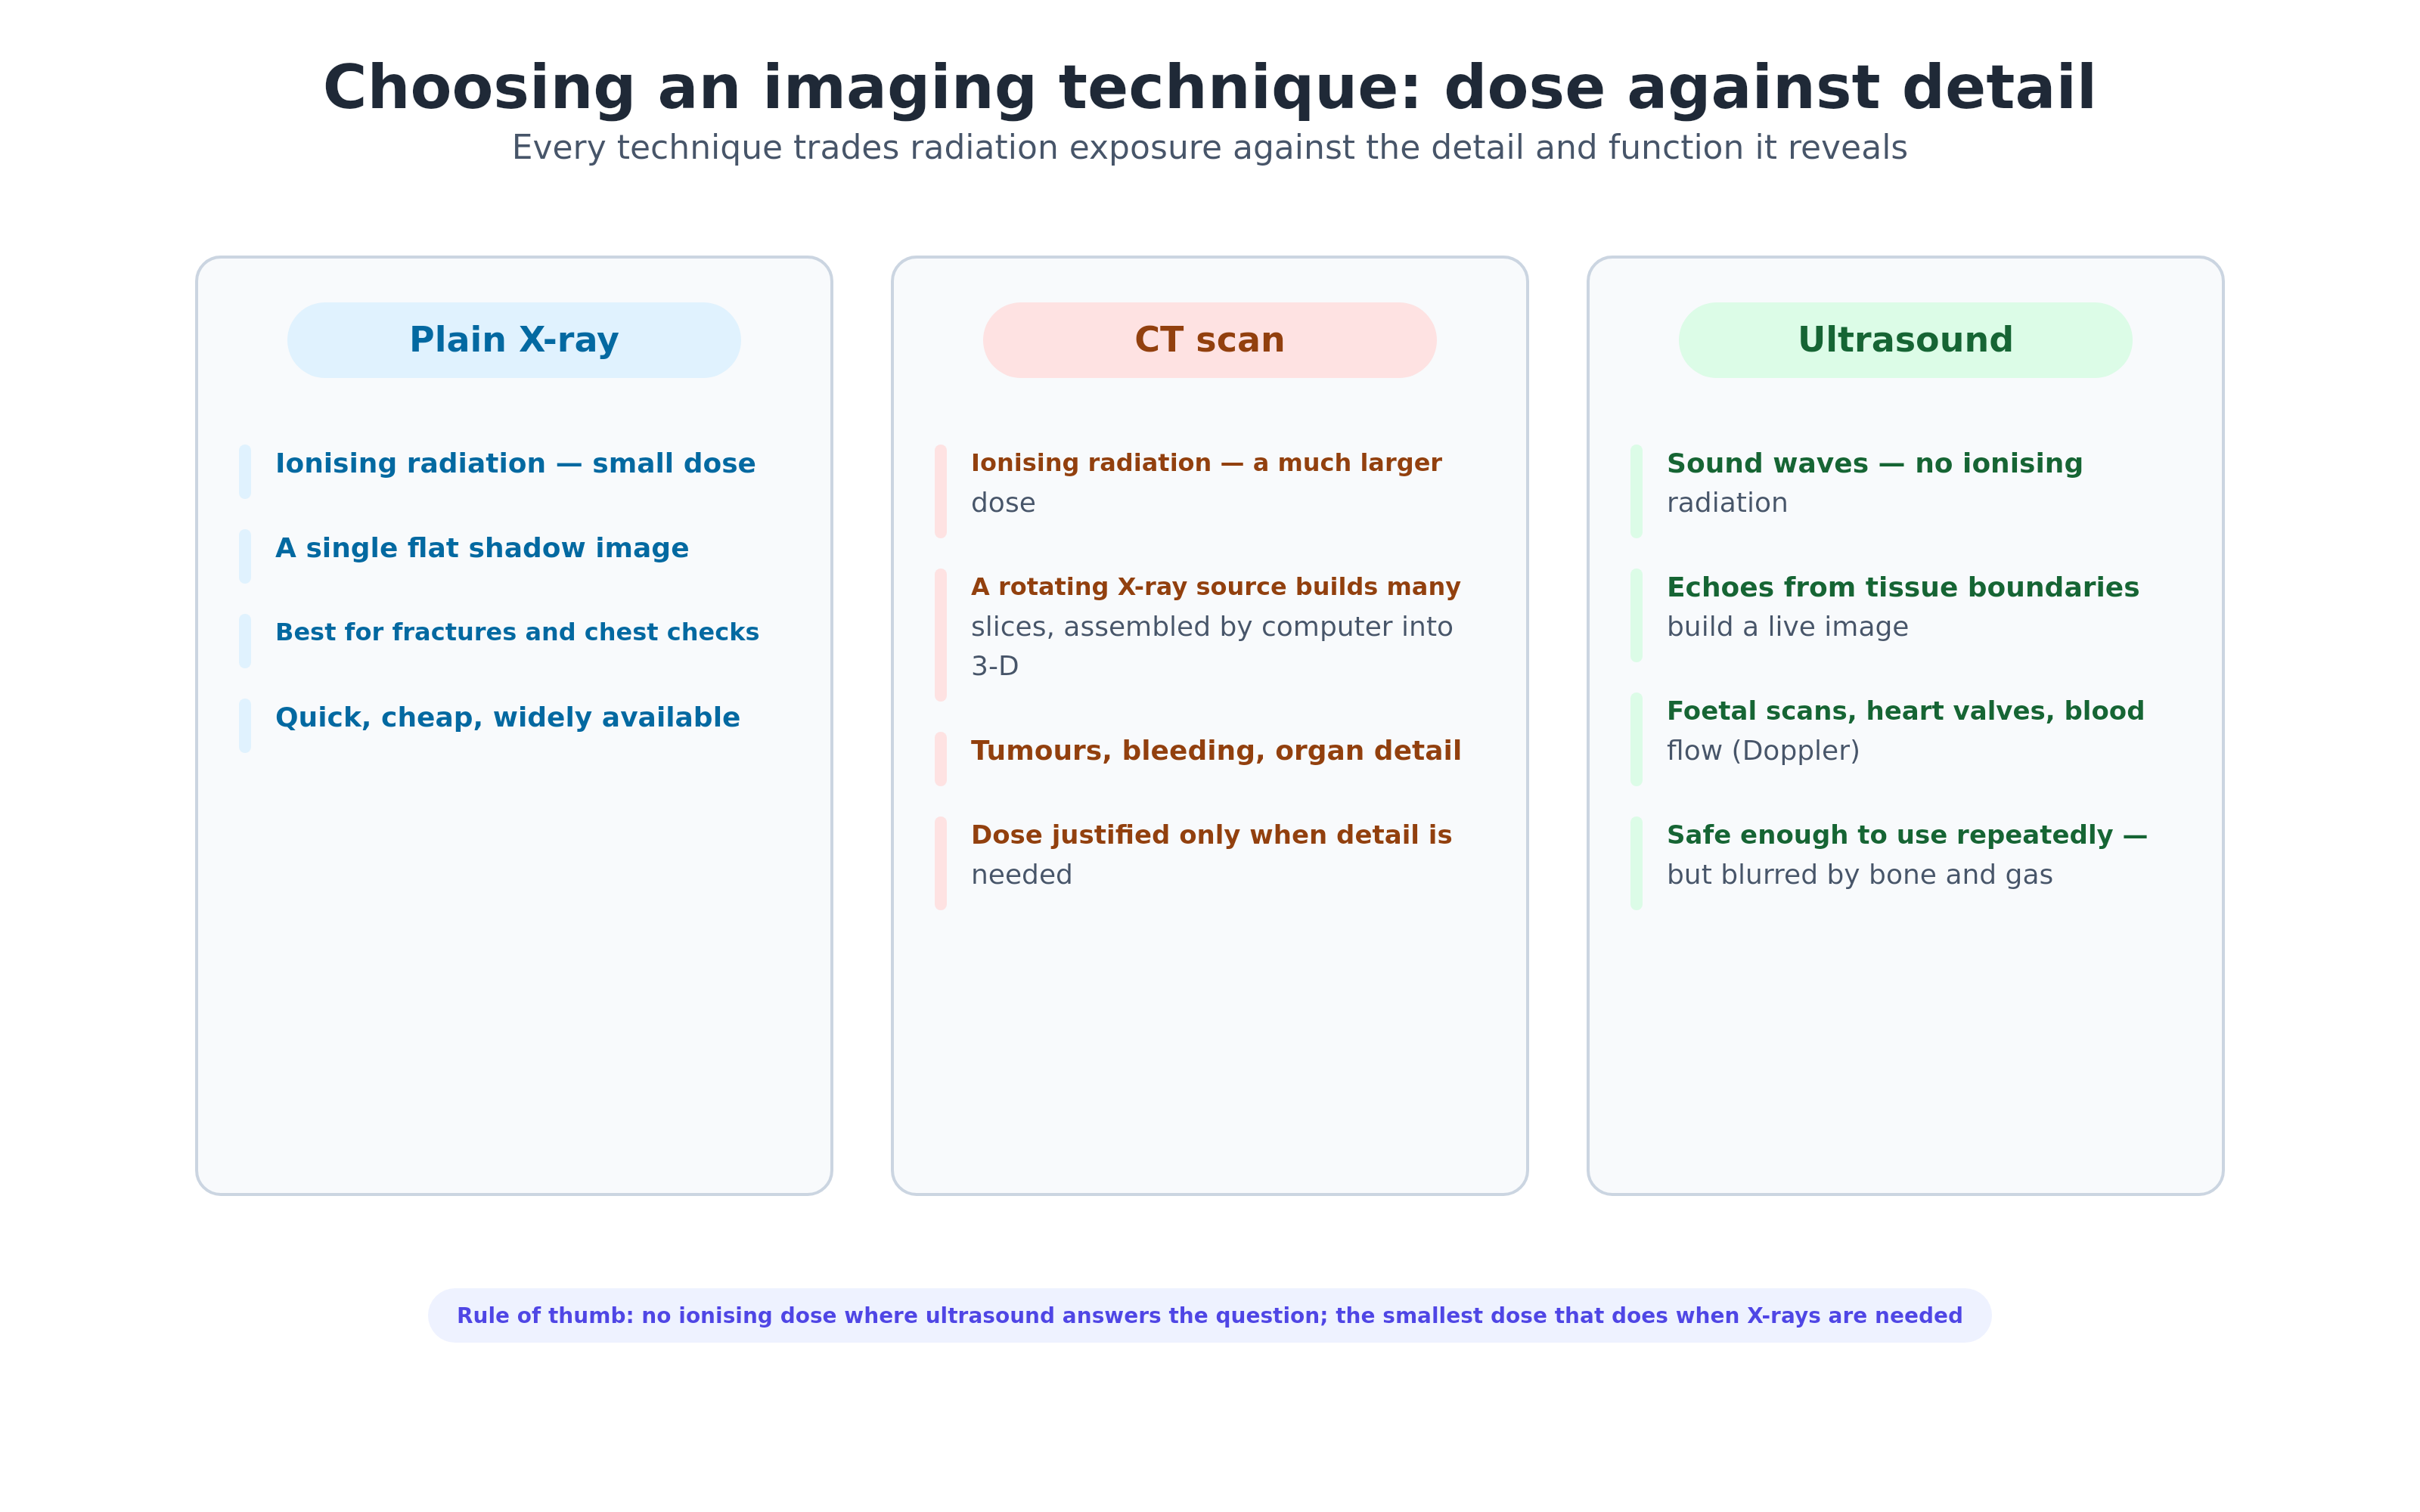 Choosing an imaging technique: dose against detail
Every technique trades radiation exposure against the detail and function it reveals
Plain X-ray
Ionising radiation — small dose
A single flat shadow image
Best for fractures and chest checks
Quick, cheap, widely available
CT scan
Ionising radiation — a much larger
dose
A rotating X-ray source builds many
slices, assembled by computer into
3-D
Tumours, bleeding, organ detail
Dose justified only when detail is
needed
Ultrasound
Sound waves — no ionising
radiation
Echoes from tissue boundaries
build a live image
Foetal scans, heart valves, blood
flow (Doppler)
Safe enough to use repeatedly —
but blurred by bone and gas
Rule of thumb: no ionising dose where ultrasound answers the question; the smallest dose that does when X-rays are needed